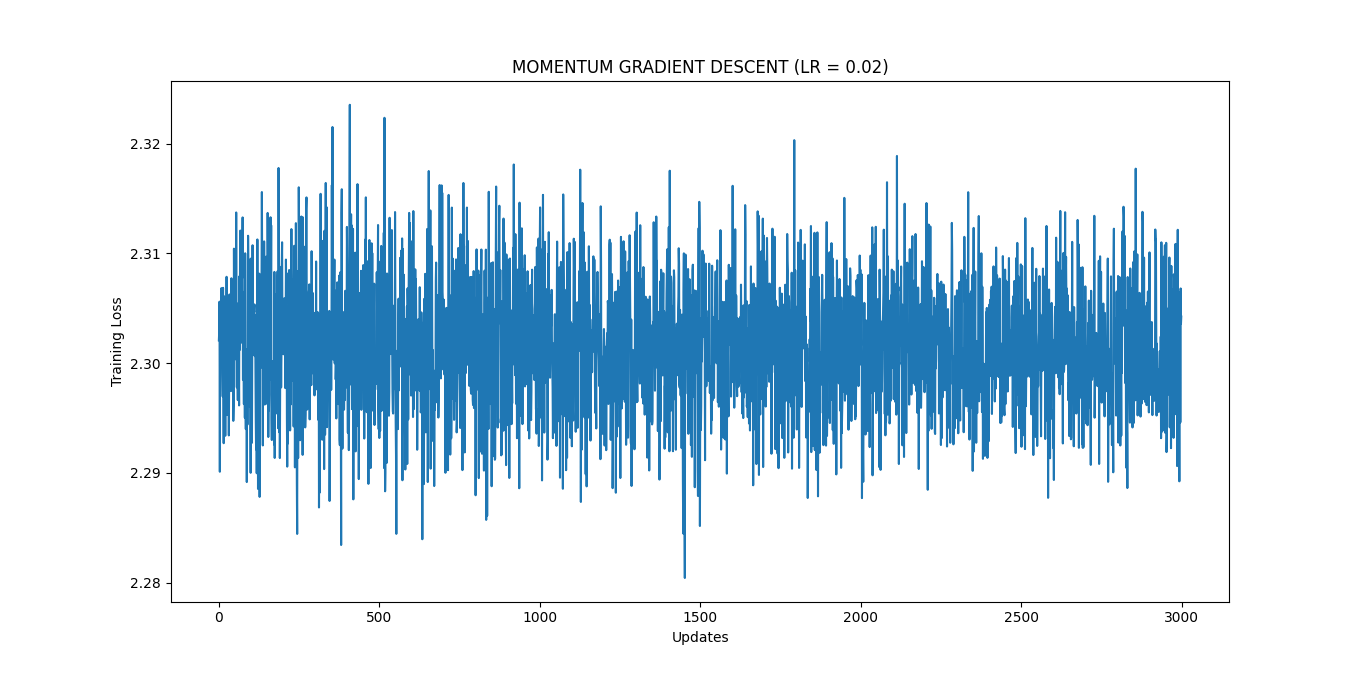 MOMENTUM GRADIENT DESCENT (LR = 0.02)
2.32
2.31
2.30
2.29
2.28
Training Loss
0 500 1000 1500 2000 2500 3000
Updates